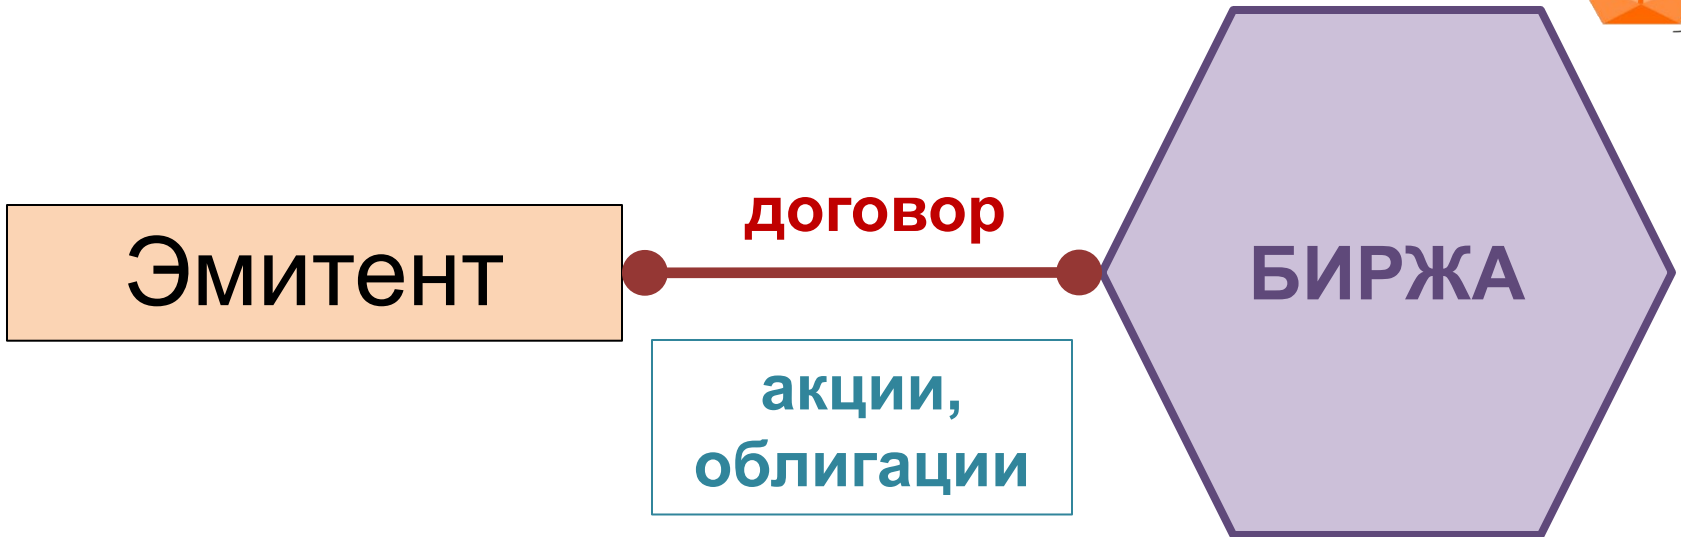 договор
Эмитент
БИРЖА
акции,
облигации